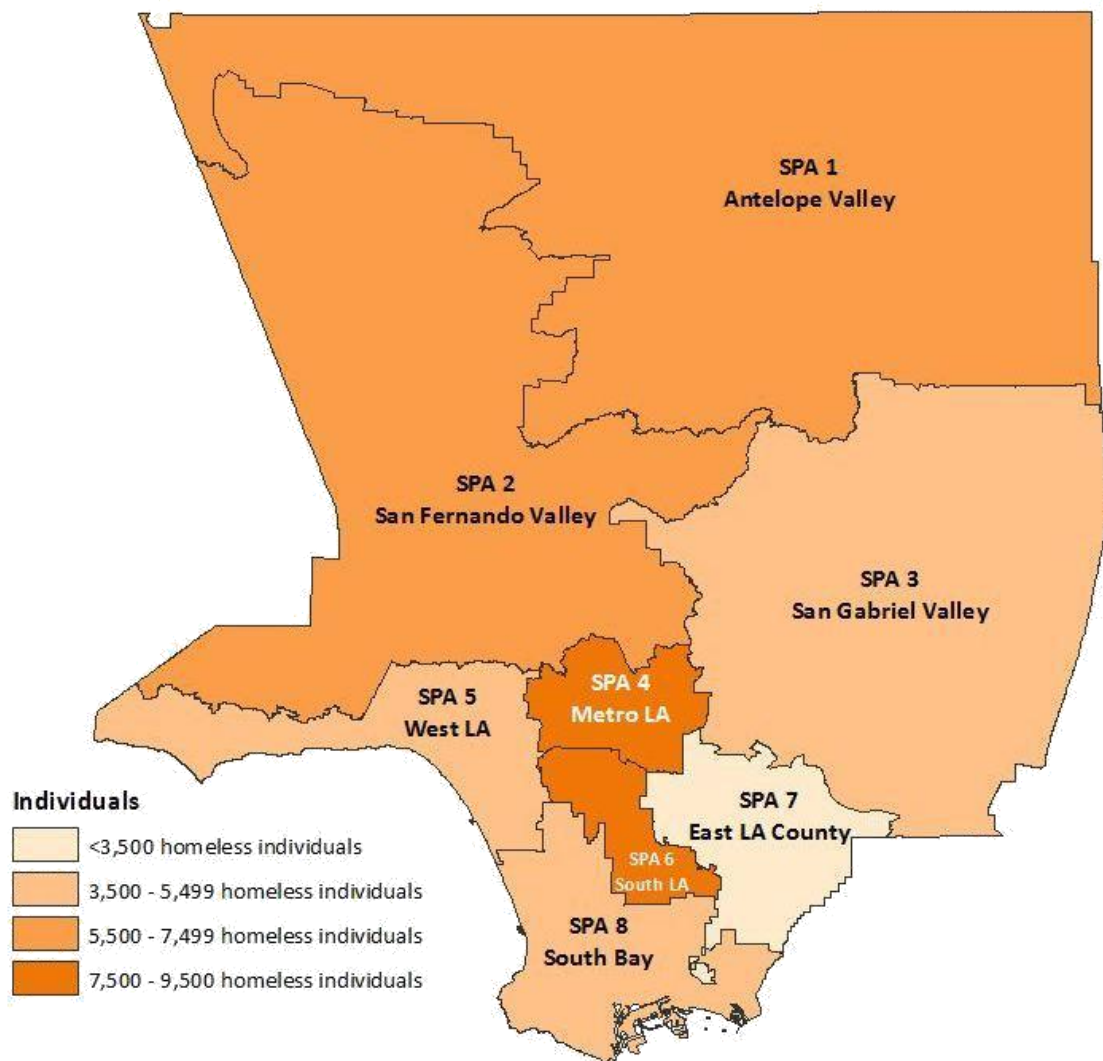 SPA 1
Antelope Valley
SPA 2
San Fernando Valley
SPA 3
San Gabriel Valley
SPA 4
Metro LA
SPA 5
West LA
SPA 7
East LA County
SPA 6
South LA
SPA 8
South Bay
Individuals
<3,500 homeless individuals
3,500 - 5,499 homeless individuals
5,500 - 7,499 homeless individuals
7,500 - 9,500 homeless individuals